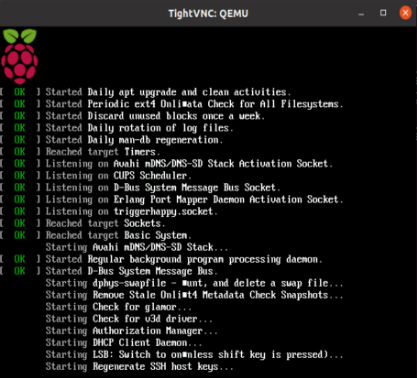 TightVNC: QEMU
[ OK ] Started Daily apt upgrade and clean activities.
[ OK ] Started Periodic ext4 Onli■ata Check for All Filesystems.
[ OK ] Started Discard unused blocks once a week.
[ OK ] Started Daily rotation of log files.
[ OK ] Started Daily man-db regeneration.
[ OK ] Reached target Timers.
[ OK ] Listening on Avahi mDNS/DNS-SD Stack Activation Socket.
[ OK ] Listening on CUPS Scheduler.
[ OK ] Listening on D-Bus System Message Bus Socket.
[ OK ] Listening on Erlang Port Mapper Daemon Activation Socket.
[ OK ] Listening on triggerhappy.socket.
[ OK ] Reached target Sockets.
[ OK ] Reached target Basic System.
Starting Avahi mDNS/DNS-SD Stack...
[ OK ] Started Regular background program processing daemon.
[ OK ] Started D-Bus System Message Bus.
Starting dphys-swapfile - ■unt, and delete a swap file...
Starting Remove Stale Onli■t4 Metadata Check Snapshots...
Starting Check for glamor...
Starting Check for v3d driver...
Starting Authorization Manager...
Starting DHCP Client Daemon...
Starting LSB: Switch to on■nless shift key is pressed)...
Starting Regenerate SSH host keys...